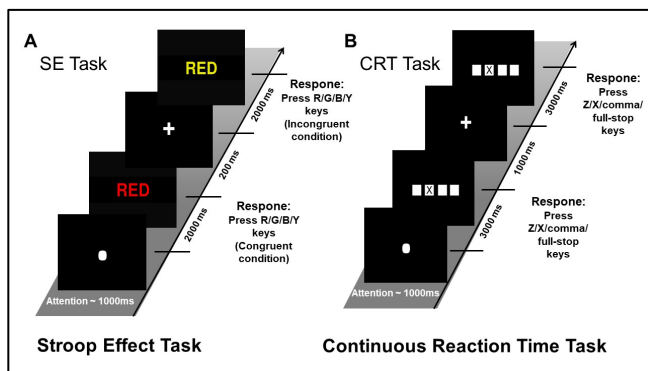 A
SE Task
RED
2000 ms
Respone:
Press R/G/B/Y
keys
(Incongruent
condition)
200 ms
RED
2000 ms
Respone:
Press R/G/B/Y
keys
(Congruent
condition)
Attention ~ 1000ms
Stroop Effect Task
B
CRT Task
X
3000 ms
Respone:
Press
Z/X/comma/
full-stop
keys
1000 ms
X
3000 ms
Respone:
Press
Z/X/comma/
full-stop
keys
Attention ~ 1000ms
Continuous Reaction Time Task